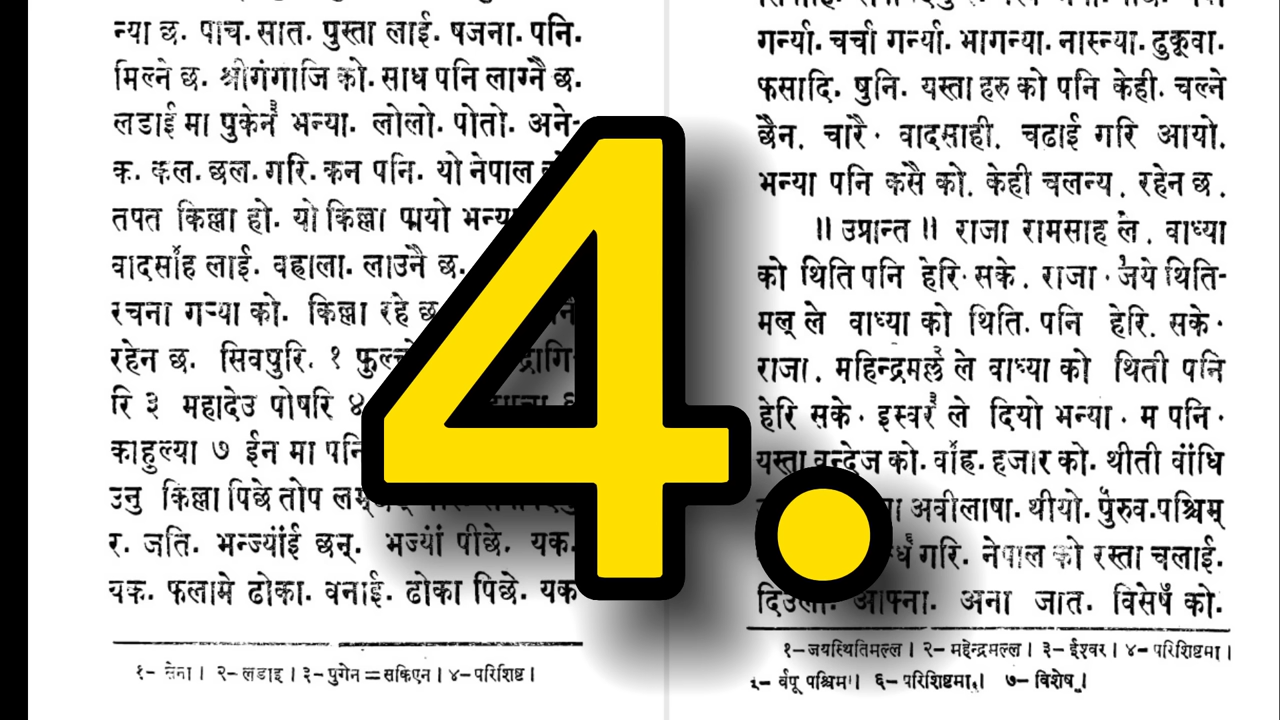 न्या छ. पाच. सात. पुस्ता लाई. षजना. पनि.
मिल्ने छ. श्रीगंगाजि को. साध पनि लाग्नै छ.
लडाई मा पुकेनँ भन्या. लोलो. पोतो. अने-
क. कल. छल. गरि. कन पनि. यो नेपाल
तपत किल्ला हो. यो किल्ला
वादसाँह लाई. वह्राला. लाउनै छ.
रचना गऱ्या को. किल्ला रहे छ
रहेन छ. सिवपुरि. १
रि ३ महादेउ पोषरि ४
काहुल्या ७ ईन मा पनि
उनु किल्ला पिछे तोप
र. जति. भन्ज्यांई छन्. भज्यां पीछे. यक.
यक. फलामे ढोका. वनाई. ढोका पिछे. यक
१– सेना । २– लडाइ । ३– पुगेन = सकिएन । ४– परिशिष्ट ।
4.
गर्न्या. चर्चा गर्न्या. भागन्या. नास्न्या. ढुकुवा.
फसादि. षुनि. यस्ता हरु को पनि केही. चल्ने
छैन. चारै. वादसाही. चढाई गरि आयो.
भन्या पनि कसै को. केही चलन्य. रहेन छ.
॥ उप्रान्त ॥ राजा रामसाह ले. वाध्या
को थिति पनि हेरि. सके. राजा. जये थिति-
मल् ले वाध्या को थिति. पनि हेरि. सके.
राजा. महिन्द्रमल्ल ले वाध्या को थिती पनि
हेरि सके. इस्वरँ ले दियो भन्या. म पनि.
यस्ता वन्देज को. वाँह्र. हजार को. थीती वांधि
अवीलाषा. थीयो. पुँरुव. पश्चिम्
गरि. नेपाल को रस्ता चलाई.
दिउला. आफ्ना. अना जात. विसेषँ को.
१– जयस्थितिमल्ल । २– महेन्द्रमल्ल । ३– ईश्वर । ४– परिशिष्टमा ।
पश्चिम । ६– परिशिष्टमा । ७– विशेष ।